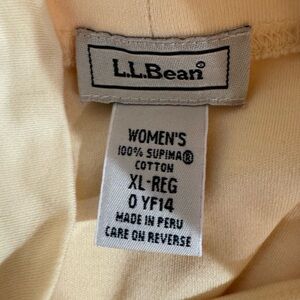 L.L.Bean®
WOMEN'S
100% SUPIMA®
COTTON
XL-REG
0 YF14
MADE IN PERU
CARE ON REVERSE